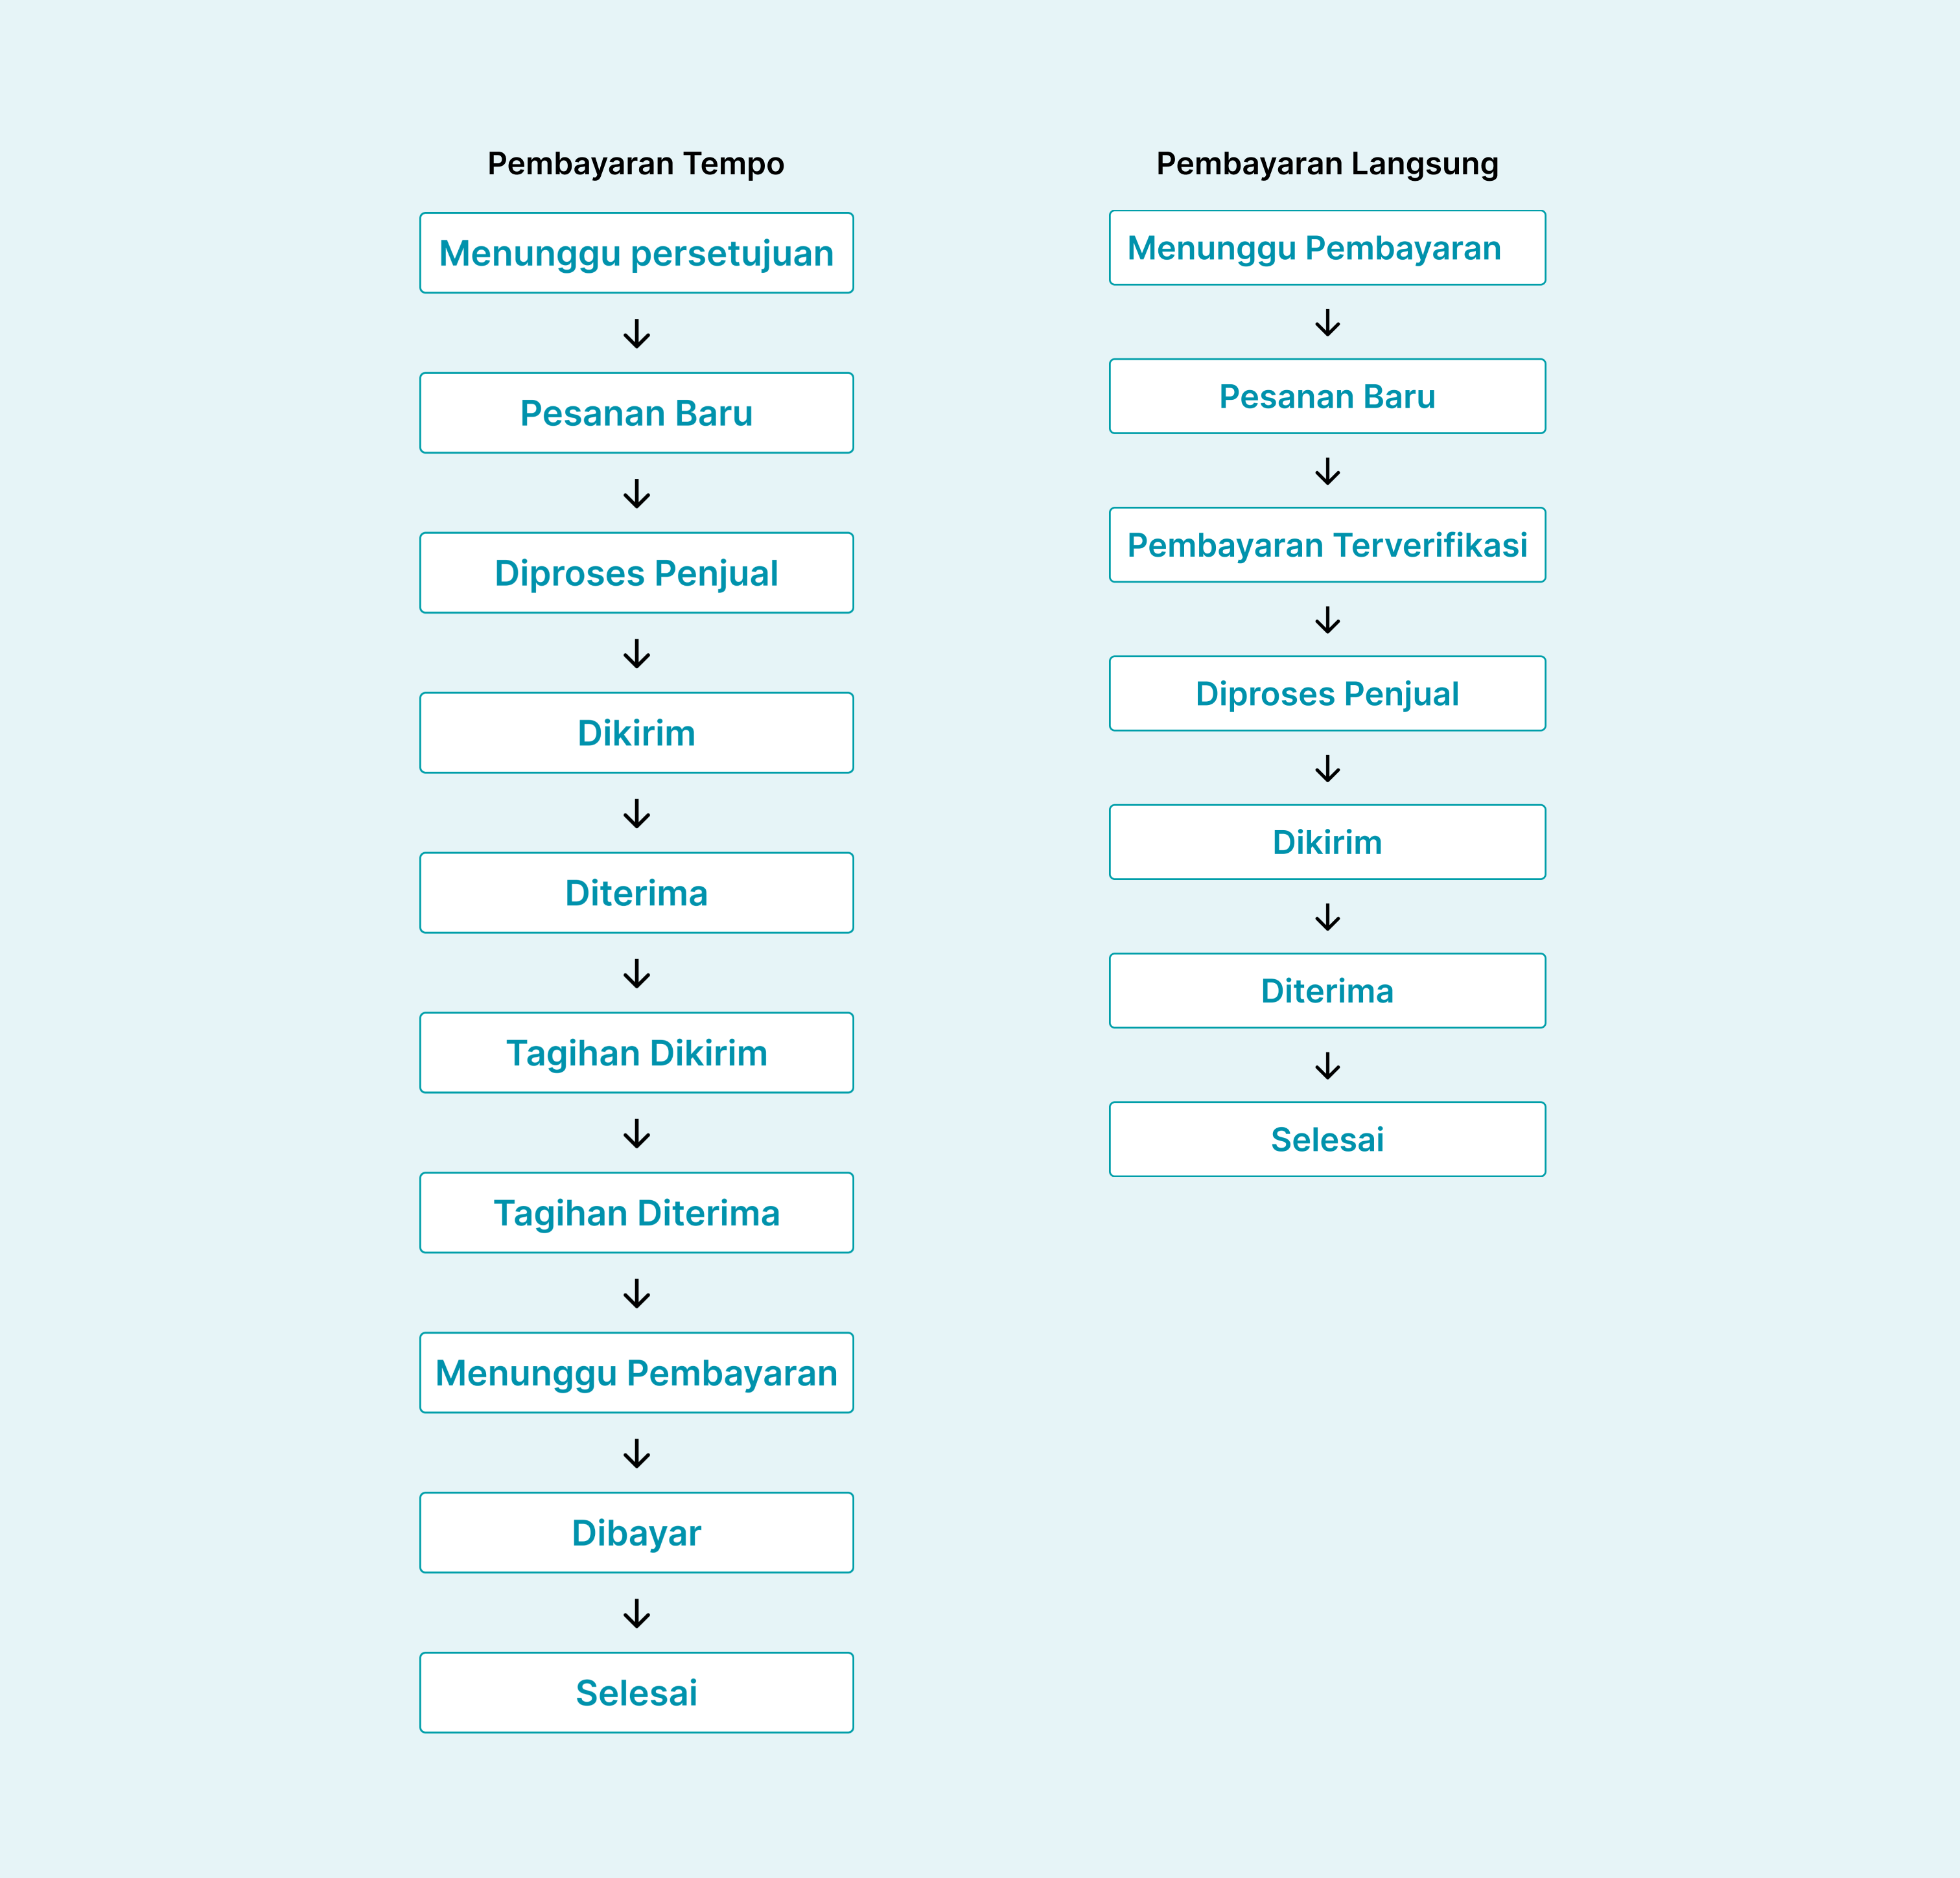 Pembayaran Tempo
Menunggu persetujuan
Pesanan Baru
Diproses Penjual
Dikirim
Diterima
Tagihan Dikirim
Tagihan Diterima
Menunggu Pembayaran
Dibayar
Selesai
Pembayaran Langsung
Menunggu Pembayaran
Pesanan Baru
Pembayaran Terverifikasi
Diproses Penjual
Dikirim
Diterima
Selesai